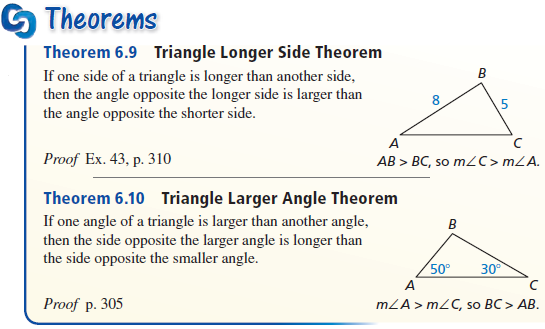 Theorems
Theorem 6.9 Triangle Longer Side Theorem
If one side of a triangle is longer than another side,
then the angle opposite the longer side is larger than
the angle opposite the shorter side.
B
8
5
A
C
Proof Ex. 43, p. 310
AB > BC, so m∠C > m∠A.
Theorem 6.10 Triangle Larger Angle Theorem
If one angle of a triangle is larger than another angle,
then the side opposite the larger angle is longer than
the side opposite the smaller angle.
B
50°
30°
A
C
Proof p. 305
m∠A > m∠C, so BC > AB.